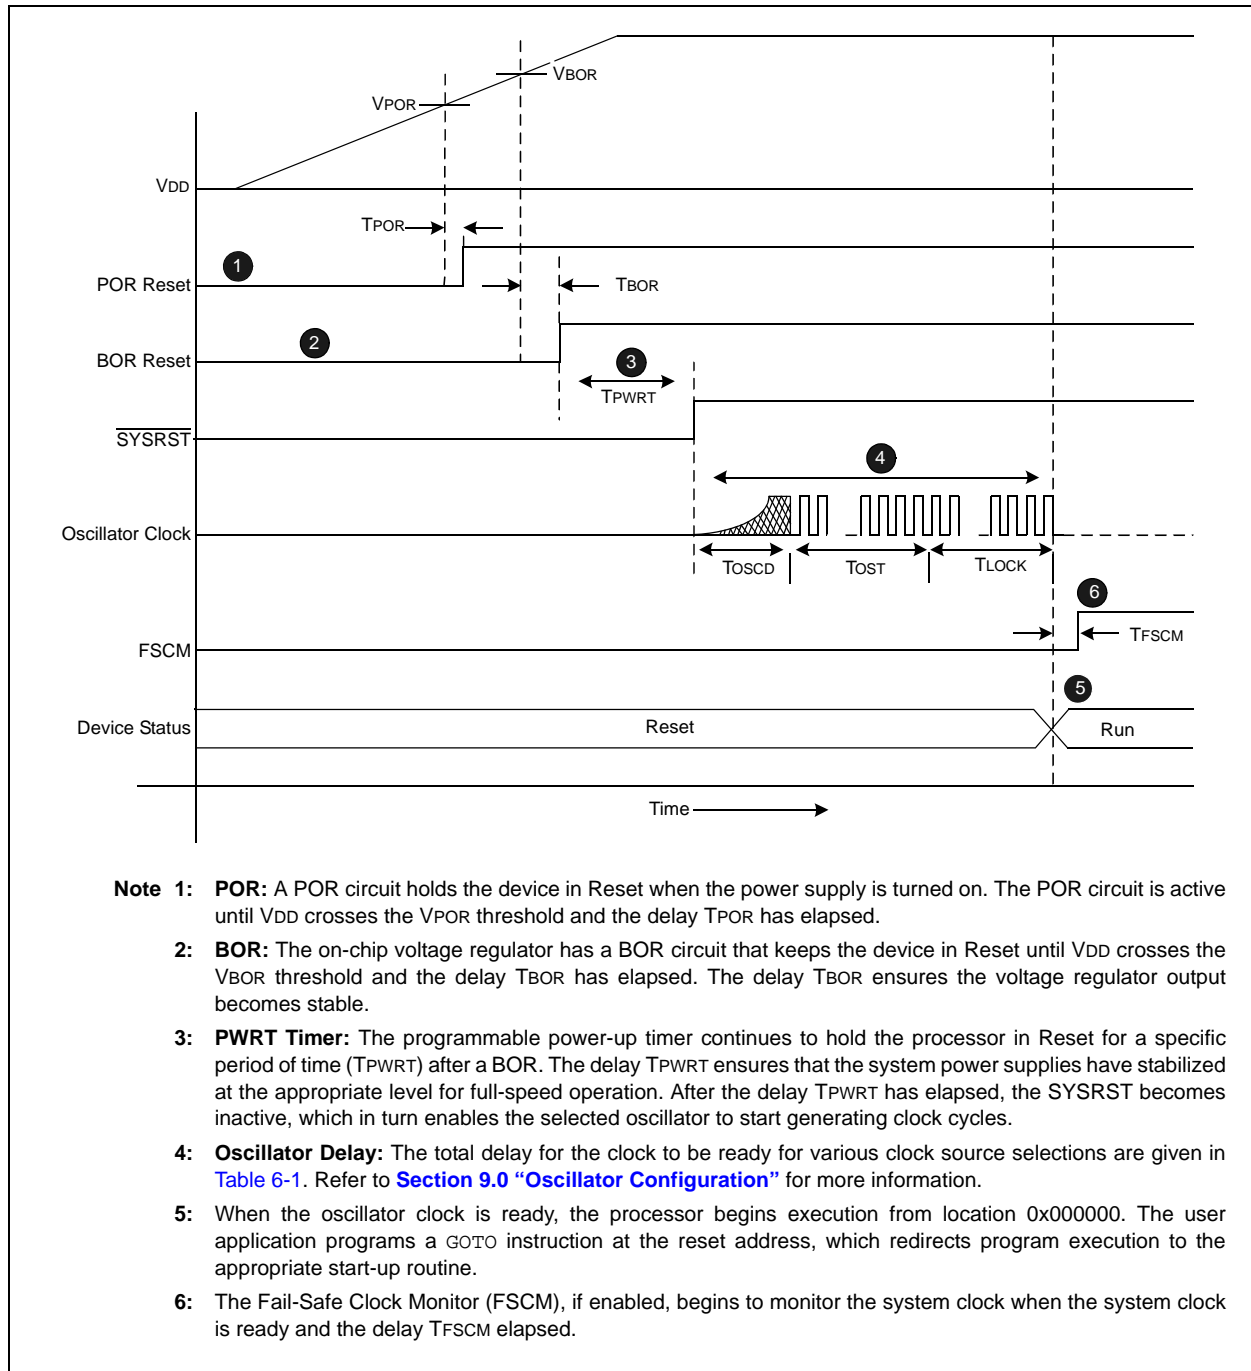 VBOR
VPOR
VDD
TPOR
1
POR Reset
TBOR
2
BOR Reset
3
TPWRT
SYSRST
4
Oscillator Clock
TOSCD
TOST
TLOCK
6
TFSCM
FSCM
5
Device Status
Reset
Run
Time
Note 1: POR: A POR circuit holds the device in Reset when the power supply is turned on. The POR circuit is active
until VDD crosses the VPOR threshold and the delay TPOR has elapsed.
2: BOR: The on-chip voltage regulator has a BOR circuit that keeps the device in Reset until VDD crosses the
VBOR threshold and the delay TBOR has elapsed. The delay TBOR ensures the voltage regulator output
becomes stable.
3: PWRT Timer: The programmable power-up timer continues to hold the processor in Reset for a specific
period of time (TPWRT) after a BOR. The delay TPWRT ensures that the system power supplies have stabilized
at the appropriate level for full-speed operation. After the delay TPWRT has elapsed, the SYSRST becomes
inactive, which in turn enables the selected oscillator to start generating clock cycles.
4: Oscillator Delay: The total delay for the clock to be ready for various clock source selections are given in
Table 6-1. Refer to Section 9.0 “Oscillator Configuration” for more information.
5: When the oscillator clock is ready, the processor begins execution from location 0x000000. The user
application programs a GOTO instruction at the reset address, which redirects program execution to the
appropriate start-up routine.
6: The Fail-Safe Clock Monitor (FSCM), if enabled, begins to monitor the system clock when the system clock
is ready and the delay TFSCM elapsed.